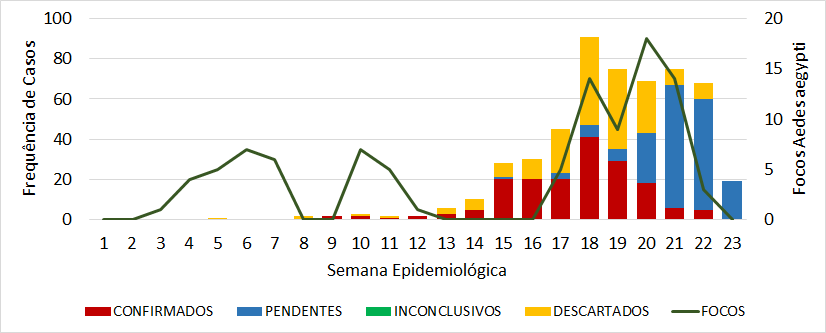 100
80
60
40
20
0
Frequência de Casos
20
15
10
5
0
Focos Aedesaegypti
1 2 3 4 5 6 7 8 9 10 11 12 13 14 15 16 17 18 19 20 21 22 23
Semana Epidemiológica
CONFIRMADOS PENDENTES INCONCLUSIVOS DESCARTADOS FOCOS